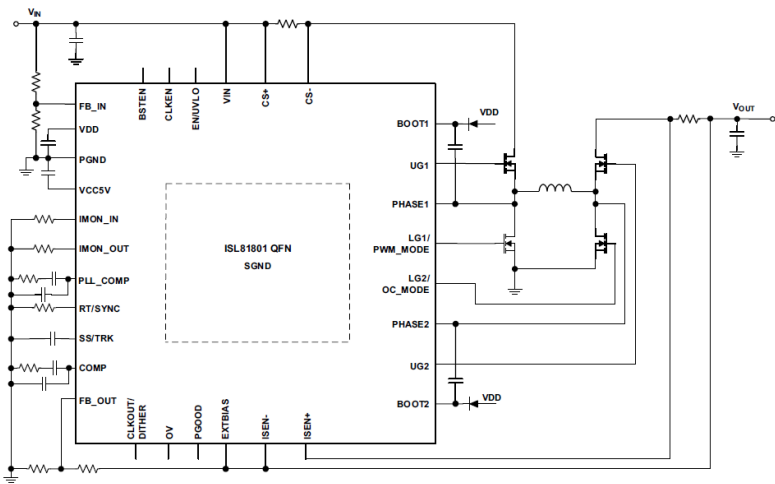 VIN
BSTEN
CLKEN
EN/UVLO
VIN
CS+
CS-
FB_IN
VDD
PGND
VCC5V
IMON_IN
IMON_OUT
PLL_COMP
RT/SYNC
SS/TRK
COMP
FB_OUT
ISL81801 QFN
SGND
BOOT1
VDD
UG1
PHASE1
LG1/
PWM_MODE
LG2/
OC_MODE
PHASE2
UG2
BOOT2
VDD
VOUT
CLKOUT/
DITHER
OV
PGOOD
EXTBIAS
ISEN-
ISEN+